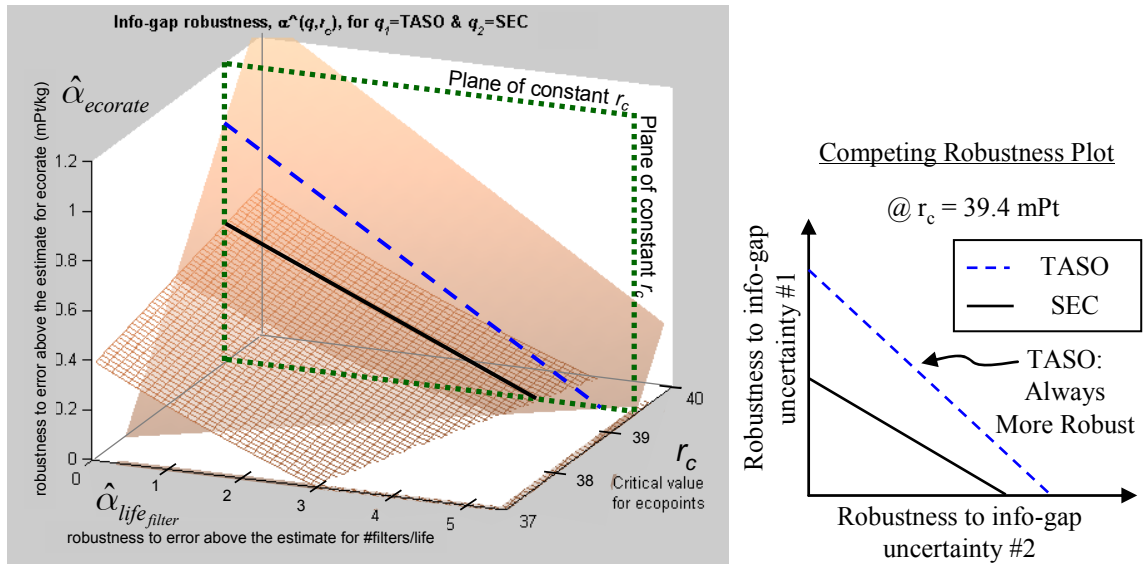 Info-gap robustness, α^(q,r_c), for q_1=TASO & q_2=SEC
α̂_ecorate
robustness to error above the estimate for ecorate (mPt/kg)
1.2
1
0.8
0.6
0.4
0.2
0
Plane of constant r_c
Plane of constant r_c
0
1
2
3
4
5
α̂_life_filter
robustness to error above the estimate for #filters/life
37
38
39
40
r_c
Critical value
for ecopoints
Competing Robustness Plot
@ r_c = 39.4 mPt
TASO
SEC
TASO:
Always
More Robust
Robustness to info-gap
uncertainty #1
Robustness to info-gap
uncertainty #2